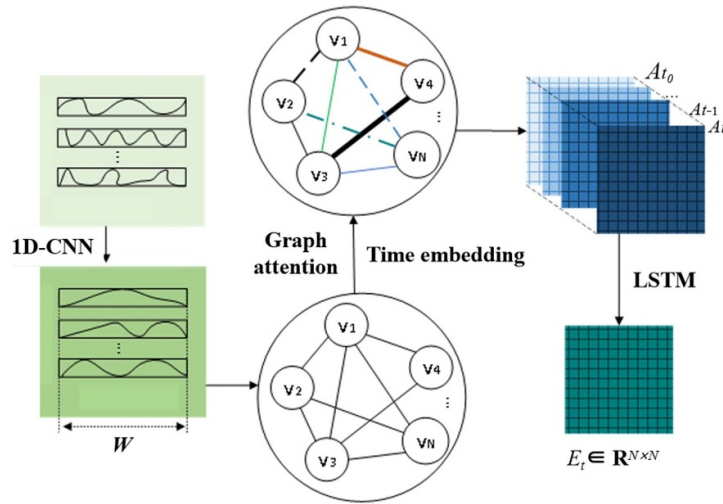 1D-CNN
W
V1
V2
V3
V4
VN
Graph
attention
Time embedding
V1
V2
V3
V4
VN
At0
...
At-1
At
LSTM
Et ∈ R^N×N